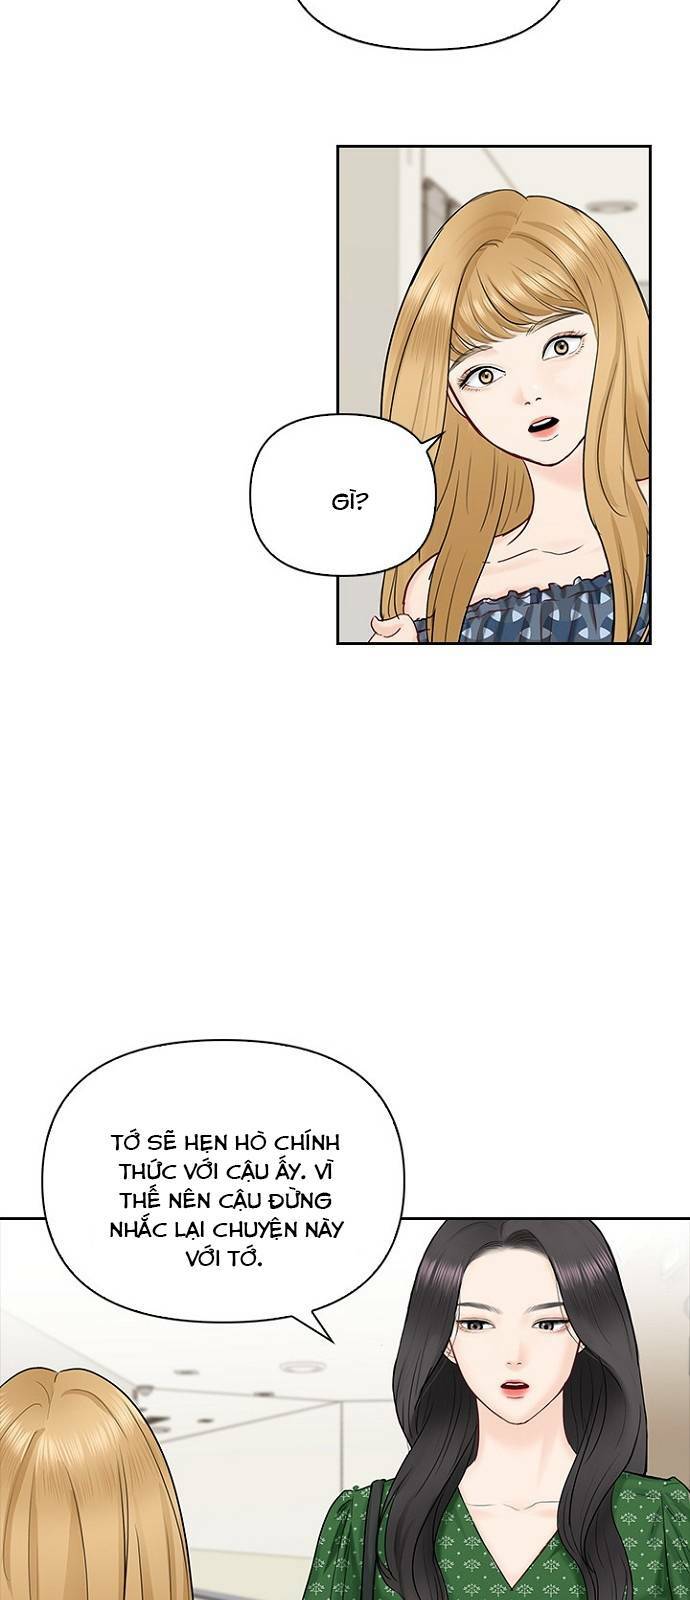 GÌ?
TỚ SẼ HẸN HÒ CHÍNH
THỨC VỚI CẬU ẤY. VÌ
THẾ NÊN CẬU ĐỪNG
NHẮC LẠI CHUYỆN NÀY
VỚI TỚ.